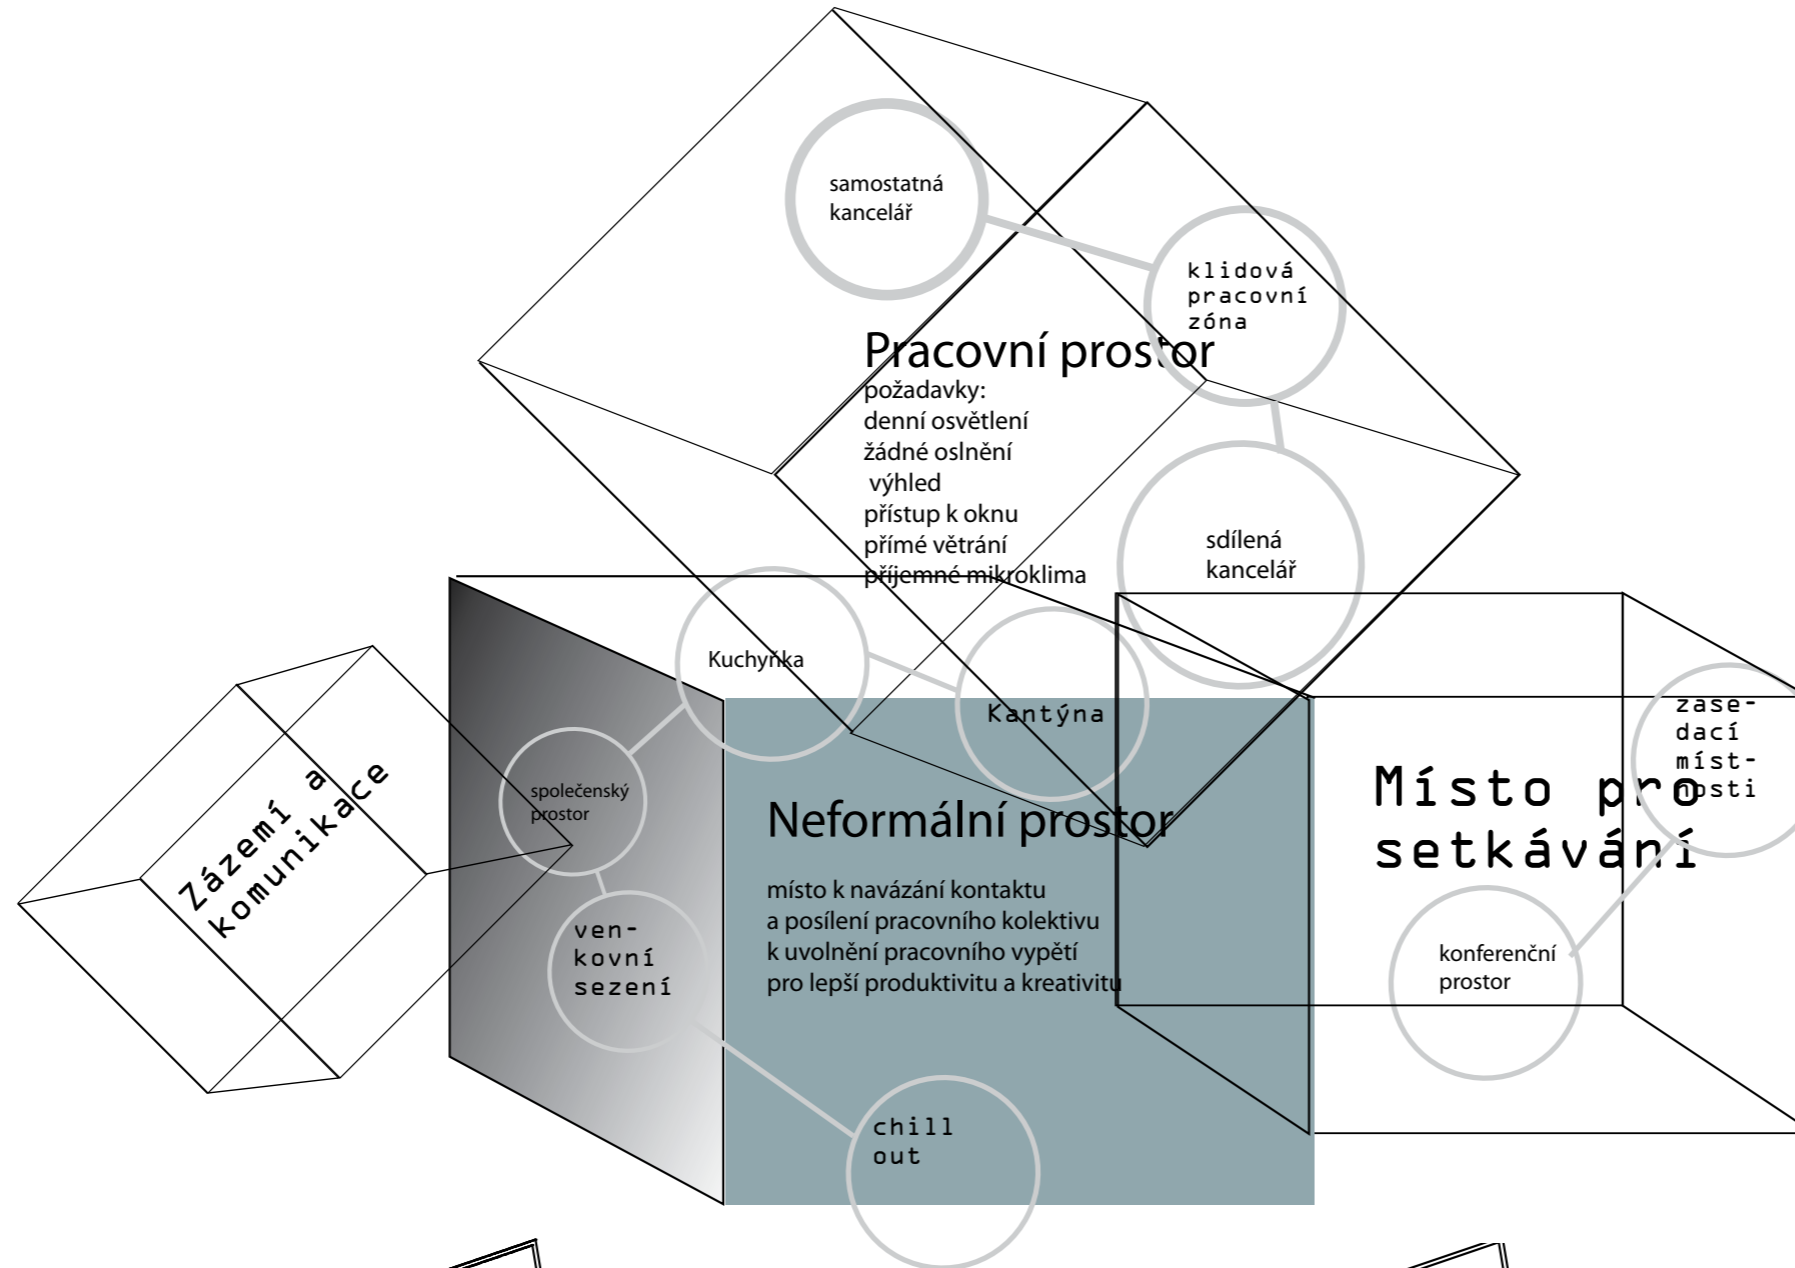 samostatná
kancelář
klidová
pracovní
zóna
Pracovní prostor
požadavky:
denní osvětlení
žádné oslnění
výhled
přístup k oknu
přímé větrání
příjemné mikroklima
sdílená
kancelář
Kuchyňka
Kantýna
společenský
prostor
ven-
kovní
sezení
Zázemí a
komunikace
Neformální prostor
místo k navázání kontaktu
a posílení pracovního kolektivu
k uvolnění pracovního vypětí
pro lepší produktivitu a kreativitu
chill
out
Místo pro
setkávání
zase-
dací
míst-
nosti
konferenční
prostor